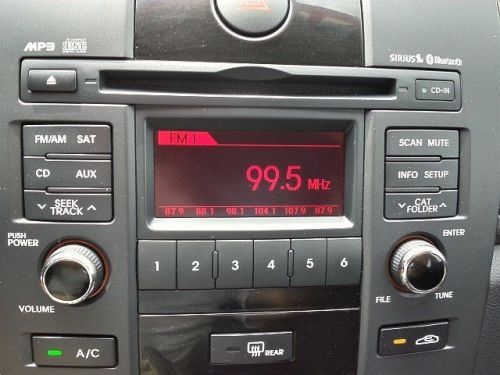 MP3
SIRIUS Bluetooth
CD-IN
FM/AM SAT
CD AUX
SEEK
TRACK
PUSH
POWER
VOLUME
A/C
FM-1
99.5 MHz
87.9 88.1 98.1 104.1 107.9 87.9
1 2 3 4 5 6
REAR
SCAN MUTE
INFO SETUP
CAT
FOLDER
ENTER
FILE TUNE